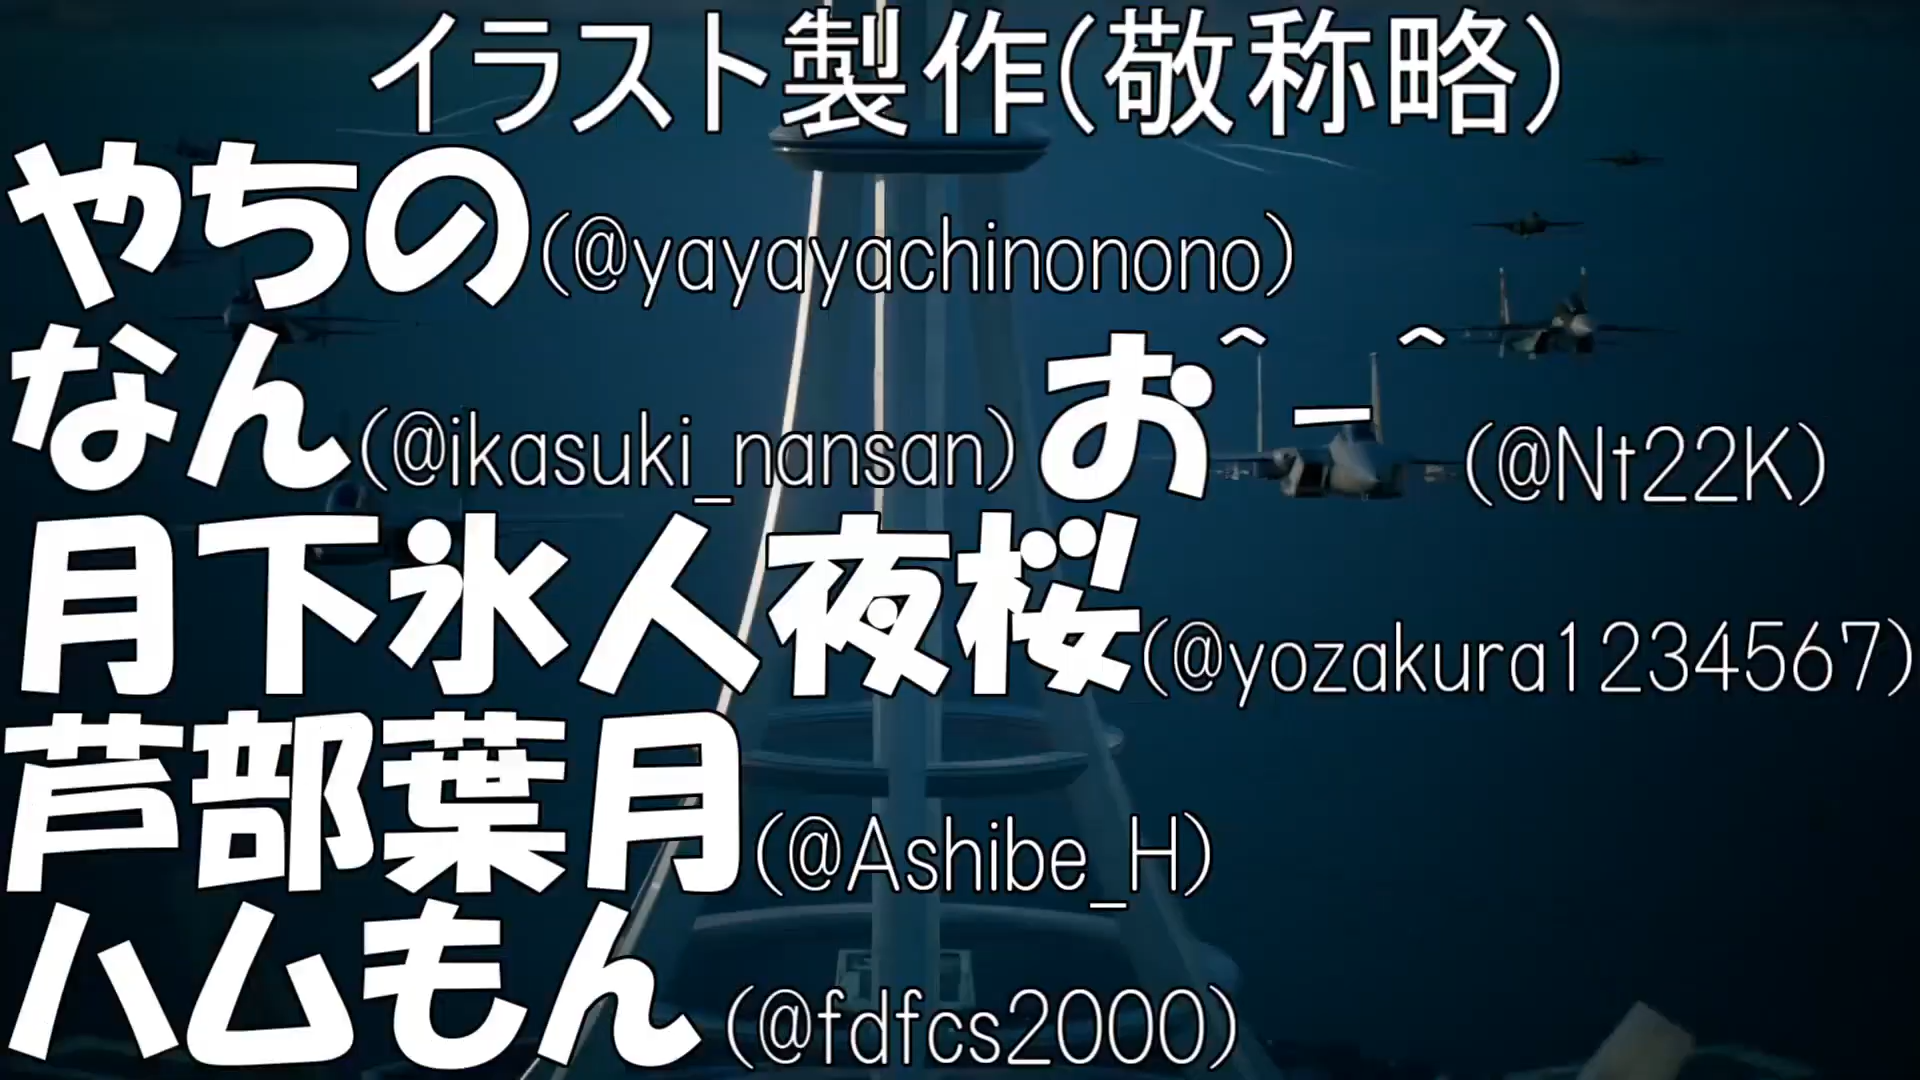 イラスト製作(敬称略)
やちの(@yayayachinonono)
なん(@ikasuki_nansan) お^-^(@Nt22K)
月下氷人夜桜(@yozakura1234567)
芦部葉月(@Ashibe_H)
ハムもん(@fdfcs2000)